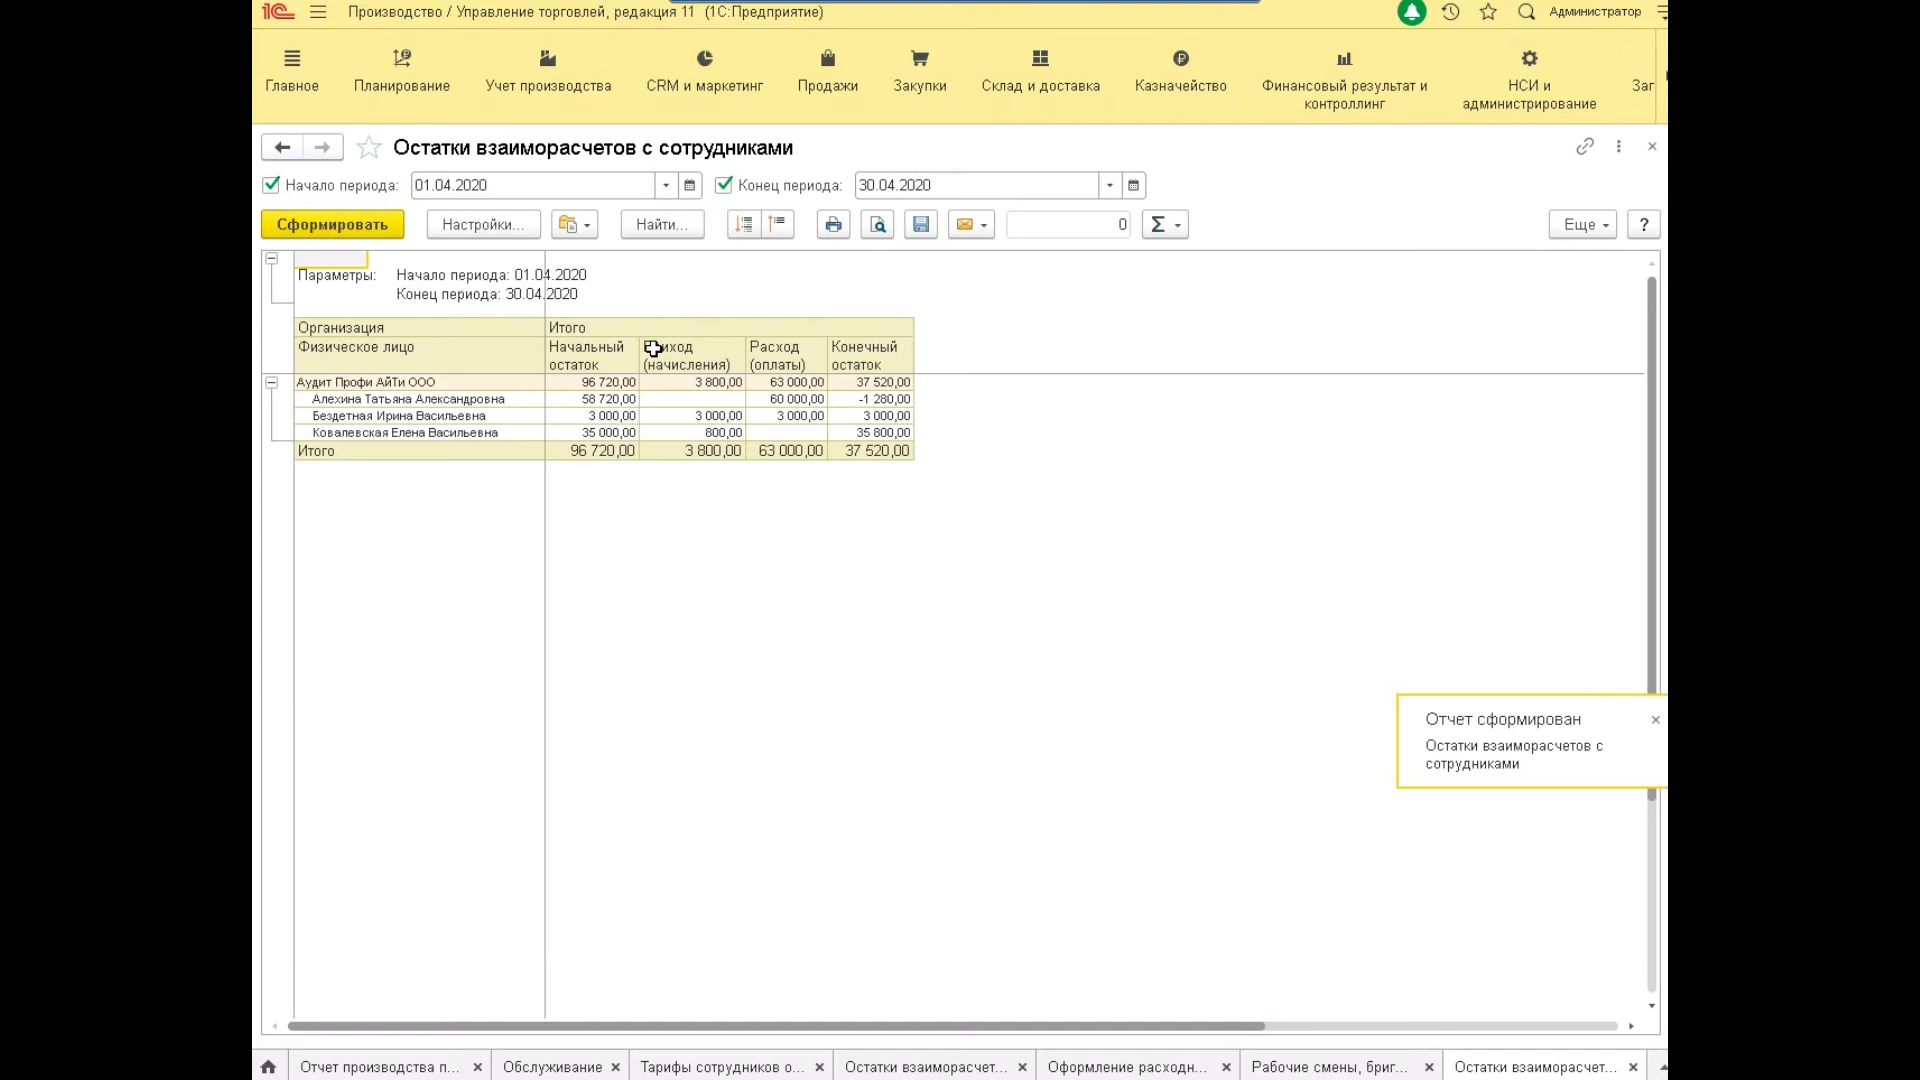 1С Производство / Управление торговлей, редакция 11 (1С:Предприятие) Администратор
Главное Планирование Учет производства CRM и маркетинг Продажи Закупки Склад и доставка Казначейство Финансовый результат и контроллинг НСИ и администрирование Заг
Остатки взаиморасчетов с сотрудниками
Начало периода: 01.04.2020 Конец периода: 30.04.2020
Сформировать Настройки... Найти... 0 Σ Еще ?
Параметры: Начало периода: 01.04.2020
Конец периода: 30.04.2020
Организация Итого
Физическое лицо Начальный остаток (начисления) Расход (оплаты) Конечный остаток
Аудит Профи АйТи ООО 96 720,00 3 800,00 63 000,00 37 520,00
Алехина Татьяна Александровна 58 720,00 60 000,00 -1 280,00
Бездетная Ирина Васильевна 3 000,00 3 000,00 3 000,00 3 000,00
Ковалевская Елена Васильевна 35 000,00 800,00 35 800,00
Итого 96 720,00 3 800,00 63 000,00 37 520,00
Отчет сформирован
Остатки взаиморасчетов с
сотрудниками
Отчет производства п... Обслуживание Тарифы сотрудников о... Остатки взаиморасчет... Оформление расходн... Рабочие смены, бриг... Остатки взаиморасчет...